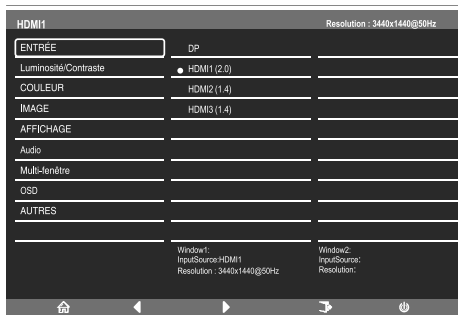 HDMI1 Resolution : 3440x1440@50Hz
ENTRÉE DP
Luminosité/Contraste HDMI1 (2.0)
COULEUR HDMI2 (1.4)
IMAGE HDMI3 (1.4)
AFFICHAGE
Audio
Multi-fenêtre
OSD
AUTRES
Window1: Window2:
InputSource:HDMI1 InputSource:
Resolution : 3440x1440@50Hz Resolution: